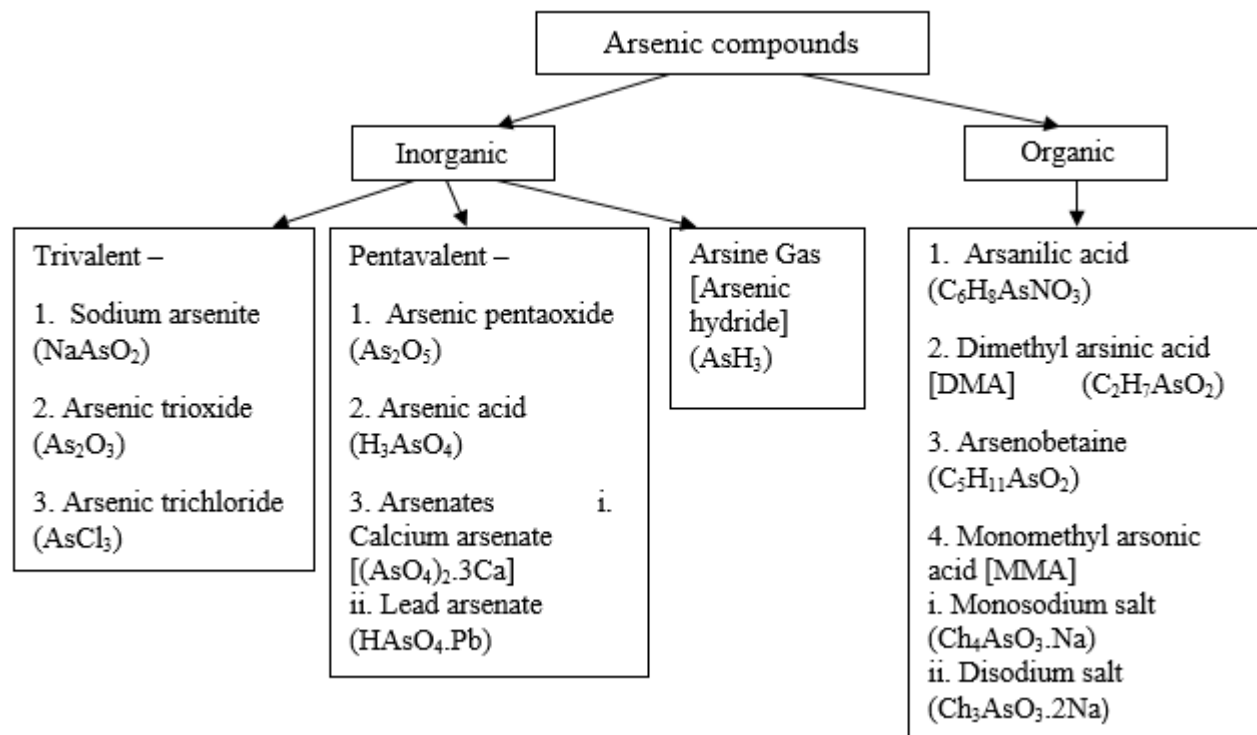 Arsenic compounds
Inorganic
Organic
Trivalent –
1. Sodium arsenite
(NaAsO₂)
2. Arsenic trioxide
(As₂O₃)
3. Arsenic trichloride
(AsCl₃)
Pentavalent –
1. Arsenic pentaoxide
(As₂O₅)
2. Arsenic acid
(H₃AsO₄)
3. Arsenates i.
Calcium arsenate
[(AsO₄)₂.3Ca]
ii. Lead arsenate
(HAsO₄.Pb)
Arsine Gas
[Arsenic
hydride]
(AsH₃)
1. Arsanilic acid
(C₆H₈AsNO₃)
2. Dimethyl arsinic acid
[DMA] (C₂H₇AsO₂)
3. Arsenobetaine
(C₅H₁₁AsO₂)
4. Monomethyl arsonic
acid [MMA]
i. Monosodium salt
(Ch₄AsO₃.Na)
ii. Disodium salt
(Ch₃AsO₃.2Na)